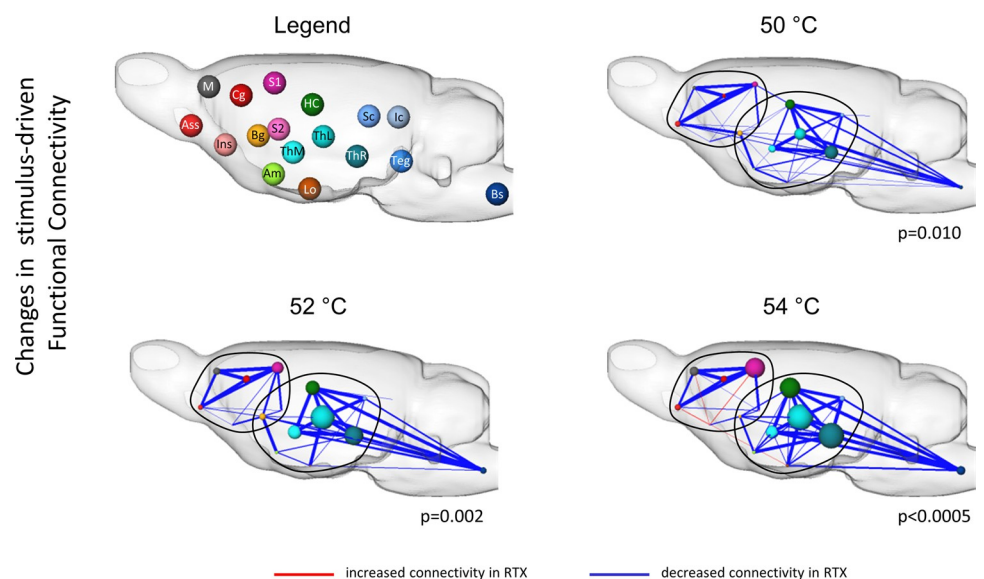 Changes in stimulus-driven
Functional Connectivity
Legend
M
Cg
S1
HC
Ass
Ins
Bg
S2
ThM
ThL
Sc
Ic
ThR
Teg
Am
Lo
Bs
50 °C
p=0.010
52 °C
p=0.002
54 °C
p<0.0005
increased connectivity in RTX
decreased connectivity in RTX